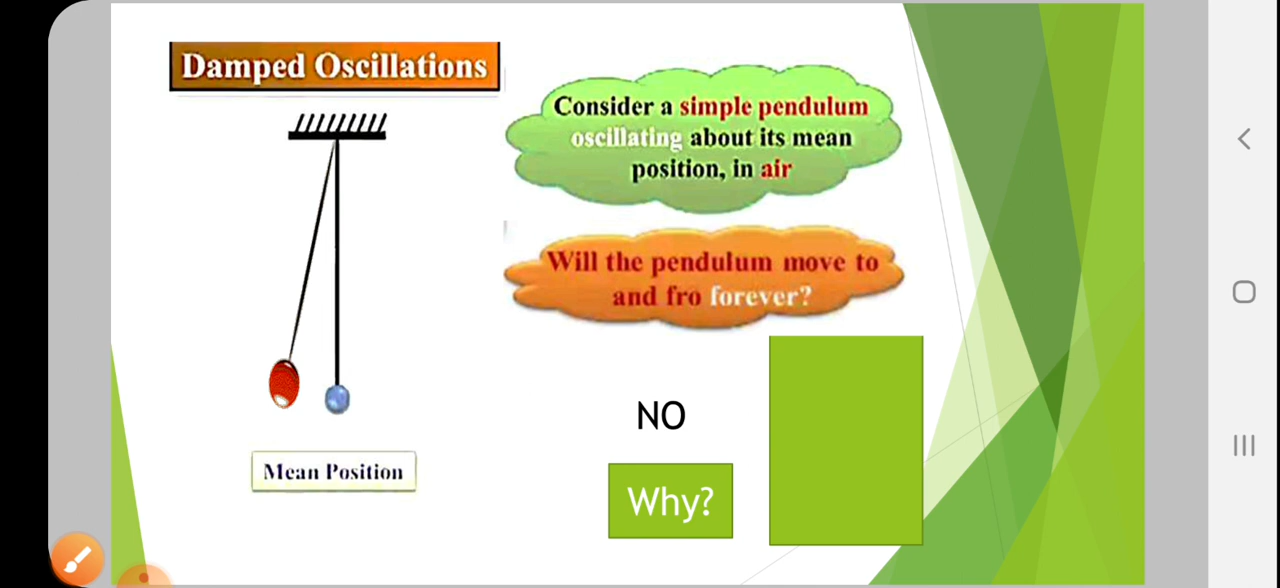 Damped Oscillations
Consider a simple pendulum
oscillating about its mean
position, in air
Will the pendulum move to
and fro forever?
NO
Why?
Mean Position